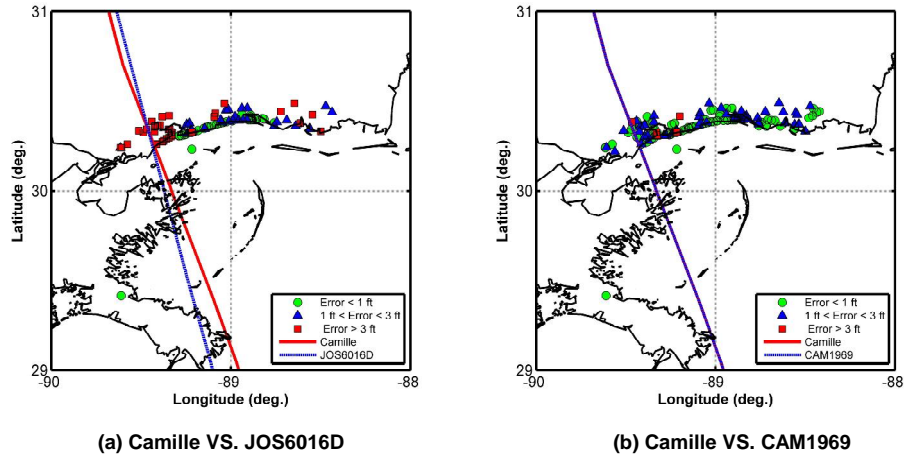 31
30
29
Latitude (deg.)
-90
-89
-88
Longitude (deg.)
Error < 1 ft
1 ft < Error < 3 ft
Error > 3 ft
Camille
JOS6016D
(a) Camille VS. JOS6016D
31
30
29
Latitude (deg.)
-90
-89
-88
Longitude (deg.)
Error < 1 ft
1 ft < Error < 3 ft
Error > 3 ft
Camille
CAM1969
(b) Camille VS. CAM1969